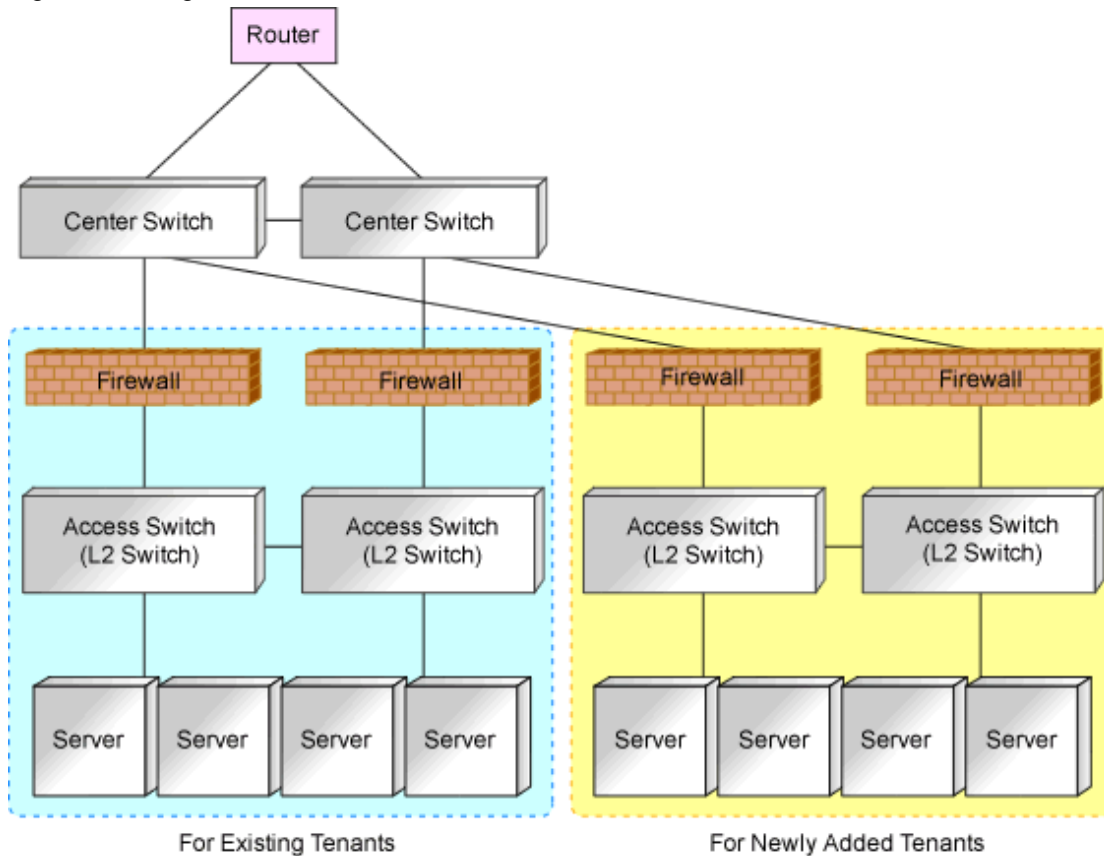 Router
Center Switch
Center Switch
Firewall
Firewall
Firewall
Firewall
Access Switch
(L2 Switch)
Access Switch
(L2 Switch)
Access Switch
(L2 Switch)
Access Switch
(L2 Switch)
Server
Server
Server
Server
Server
Server
Server
Server
For Existing Tenants
For Newly Added Tenants